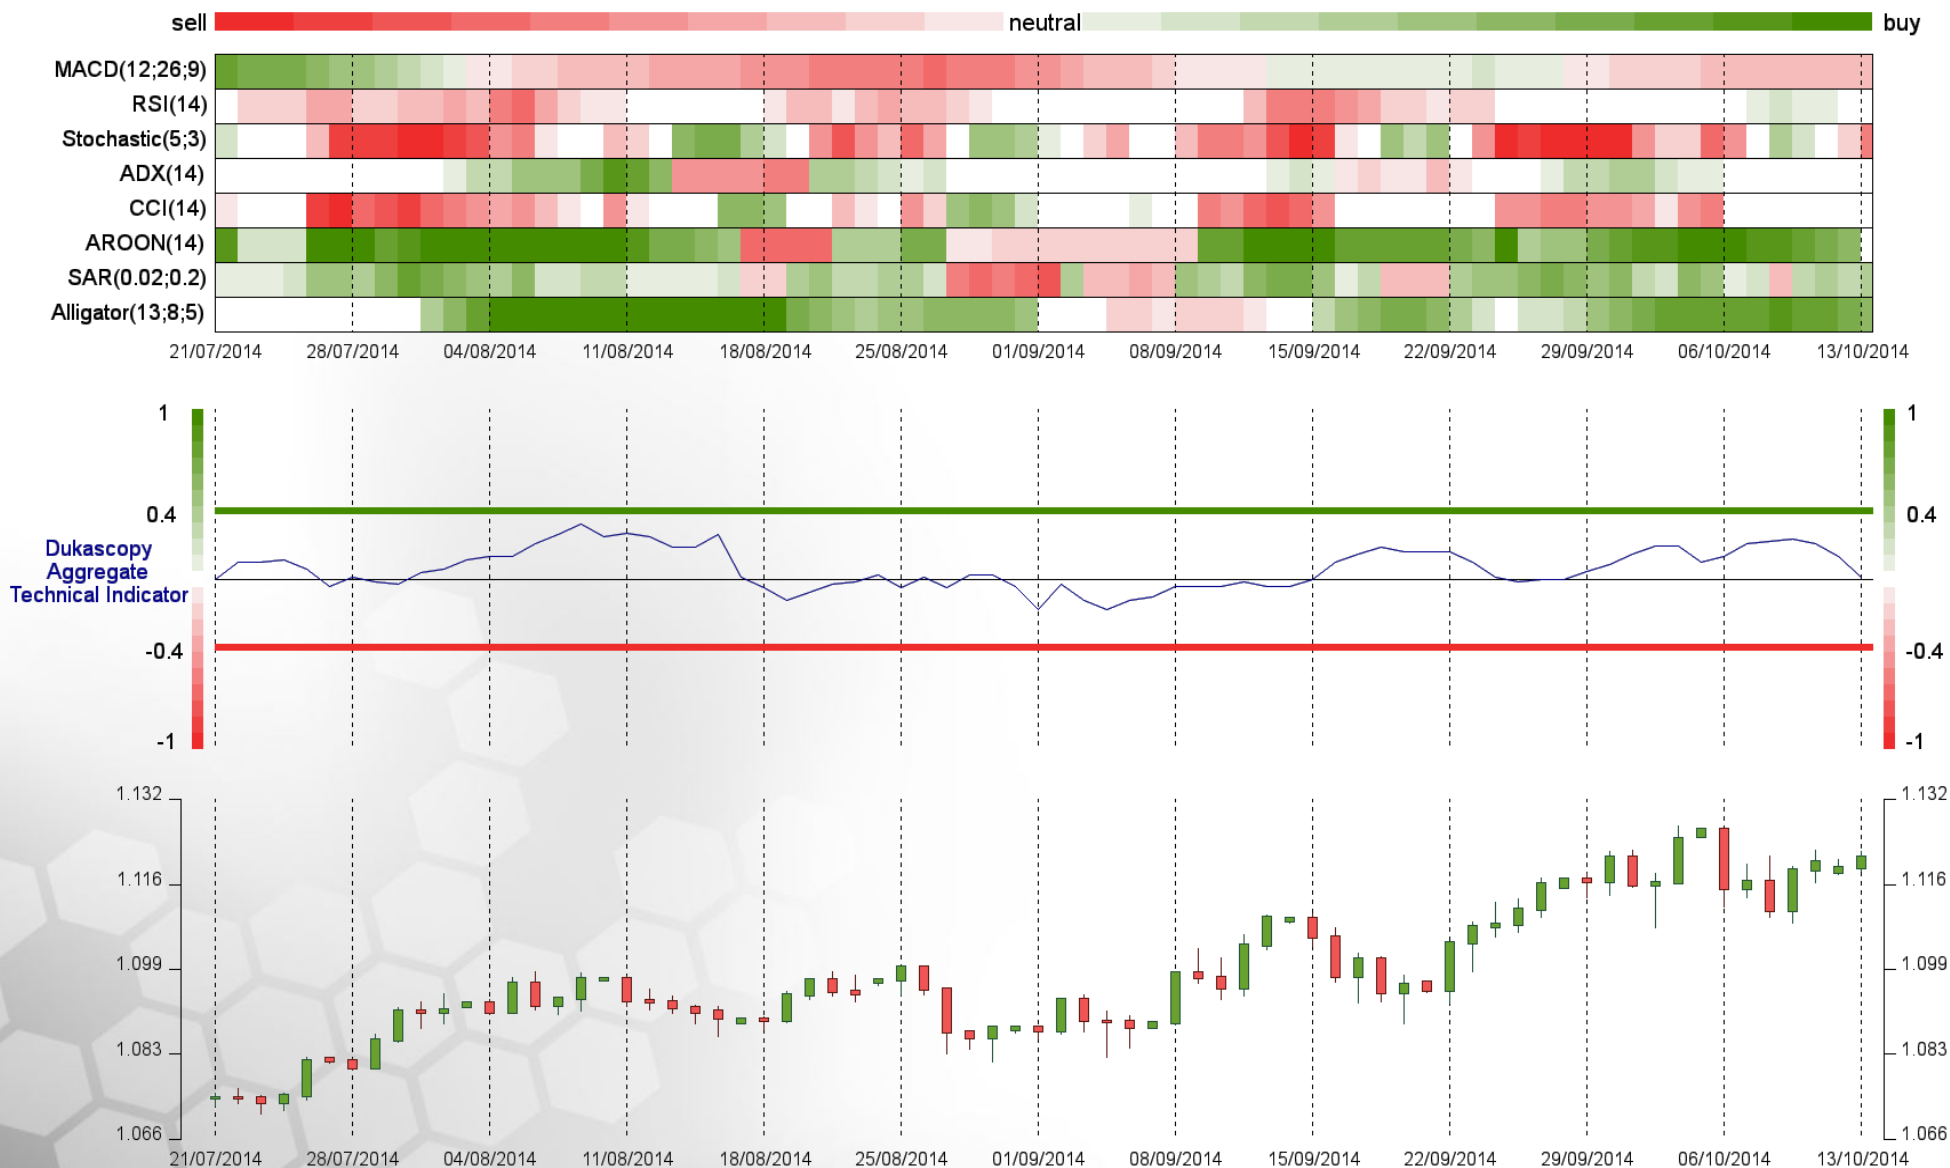 sell neutral buy
MACD(12;26;9)
RSI(14)
Stochastic(5;3)
ADX(14)
CCI(14)
AROON(14)
SAR(0.02;0.2)
Alligator(13;8;5)
21/07/2014 28/07/2014 04/08/2014 11/08/2014 18/08/2014 25/08/2014 01/09/2014 08/09/2014 15/09/2014 22/09/2014 29/09/2014 06/10/2014 13/10/2014
1 1
0.4 0.4
Dukascopy
Aggregate
Technical Indicator
-0.4 -0.4
-1 -1
1.132 1.132
1.116 1.116
1.099 1.099
1.083 1.083
1.066 1.066
21/07/2014 28/07/2014 04/08/2014 11/08/2014 18/08/2014 25/08/2014 01/09/2014 08/09/2014 15/09/2014 22/09/2014 29/09/2014 06/10/2014 13/10/2014